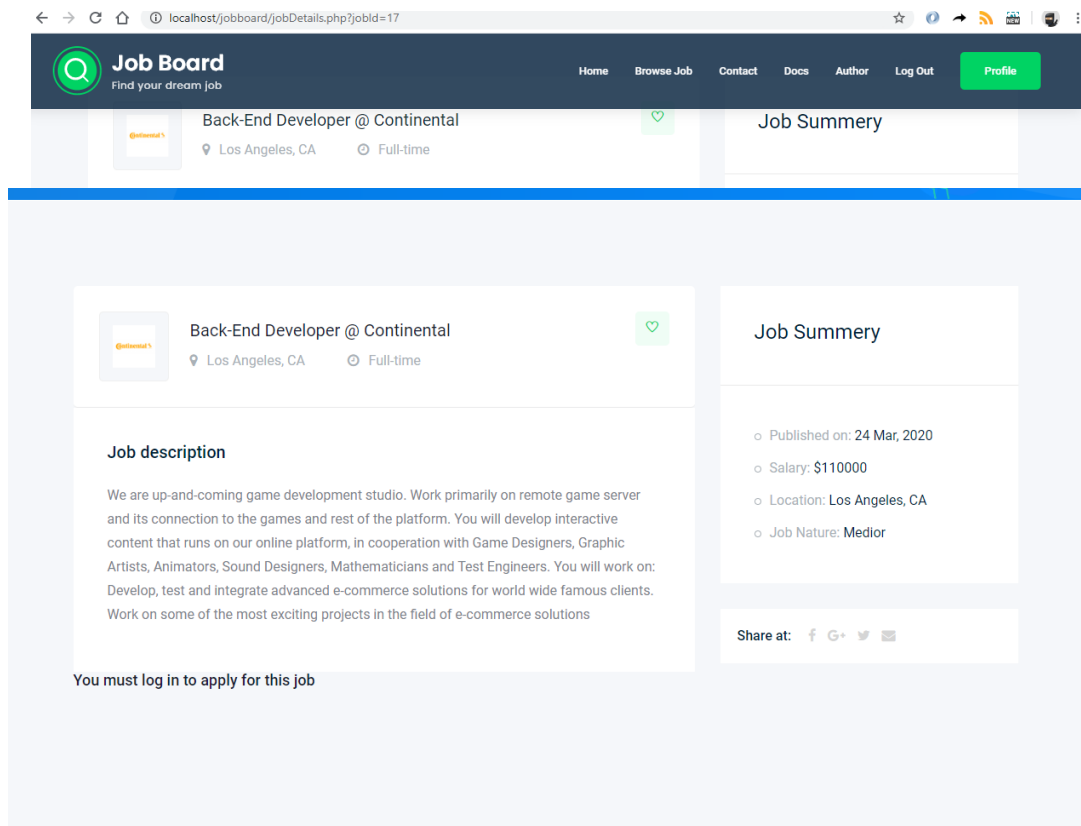 localhost/jobboard/jobDetails.php?jobId=17
NEW
Job Board
Find your dream job
Home Browse Job Contact Docs Author Log Out Profile
Continental
Back-End Developer @ Continental
Los Angeles, CA Full-time
Job Summery
Continental
Back-End Developer @ Continental
Los Angeles, CA Full-time
Job description
We are up-and-coming game development studio. Work primarily on remote game server
and its connection to the games and rest of the platform. You will develop interactive
content that runs on our online platform, in cooperation with Game Designers, Graphic
Artists, Animators, Sound Designers, Mathematicians and Test Engineers. You will work on:
Develop, test and integrate advanced e-commerce solutions for world wide famous clients.
Work on some of the most exciting projects in the field of e-commerce solutions
You must log in to apply for this job
Job Summery
Published on: 24 Mar, 2020
Salary: $110000
Location: Los Angeles, CA
Job Nature: Medior
Share at: f G+